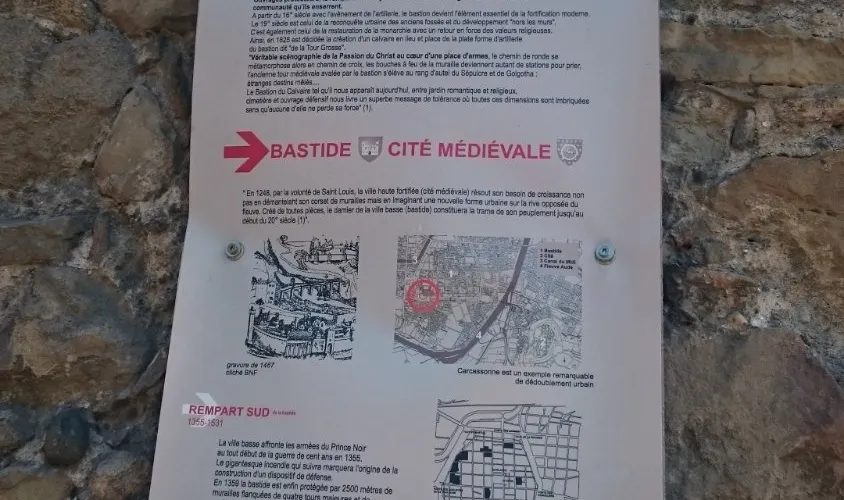 communauté qu'ils enserrent.
A partir du 16° siècle avec l'avènement de l'artillerie, le bastion devient l'élément essentiel de la fortification moderne.
Le 19° siècle est celui de la reconquête urbaine des anciens fossés et du développement "hors les murs".
C'est également celui de la restauration de la monarchie avec un retour en force des valeurs religieuses.
Ainsi, en 1825 est décidée la création d'un calvaire en lieu et place de la plate forme d'artillerie
du bastion dit "de la Tour Grosse".
"Véritable scénographie de la Passion du Christ au cœur d'une place d'armes, le chemin de ronde se
métamorphose alors en chemin de croix, les bouches à feu de la muraille deviennent autant de stations pour prier,
l'ancienne tour médiévale avalée par le bastion s'élève au rang d'autel du Sépulcre et de Golgotha :
étranges destins mêlés....
Le Bastion du Calvaire tel qu'il nous apparaît aujourd'hui, entre jardin romantique et religieux,
cimetière et ouvrage défensif nous livre un superbe message de tolérance où toutes ces dimensions sont imbriquées
sans qu'aucune d'elle ne perde sa force" (1).
BASTIDE CITÉ MÉDIÉVALE
" En 1248, par la volonté de Saint Louis, la ville haute fortifiée (cité médiévale) résout son besoin de croissance non
pas en démantelant son corset de murailles mais en imaginant une nouvelle forme urbaine sur la rive opposée du
fleuve. Créé de toutes pièces, le damier de la ville basse (bastide) constituera la trame de son peuplement jusqu'au
début du 20° siècle (1)".
1 Bastide
2 Cité
3 Canal du Midi
4 Fleuve Aude
gravure de 1467
cliché BNF
Carcassonne est un exemple remarquable
de dédoublement urbain
REMPART SUD de la bastide
1355-1531
La ville basse affronte les armées du Prince Noir
au tout début de la guerre de cent ans en 1355.
Le gigantesque incendie qui suivra marquera l'origine de la
construction d'un dispositif de défense.
En 1359 la bastide est enfin protégée par 2500 mètres de
murailles flanquées de quatre tours majeures et de